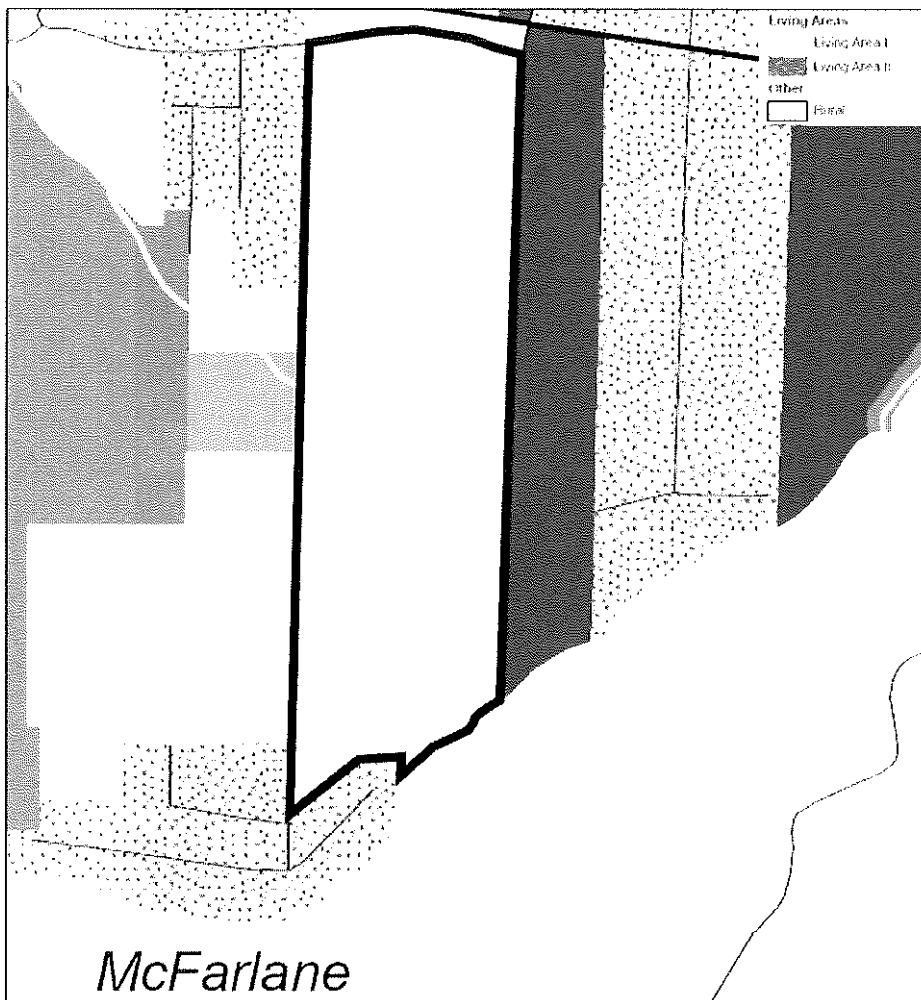 Living Areas
Living Area I
Living Area II
Other
Rural
McFarlane